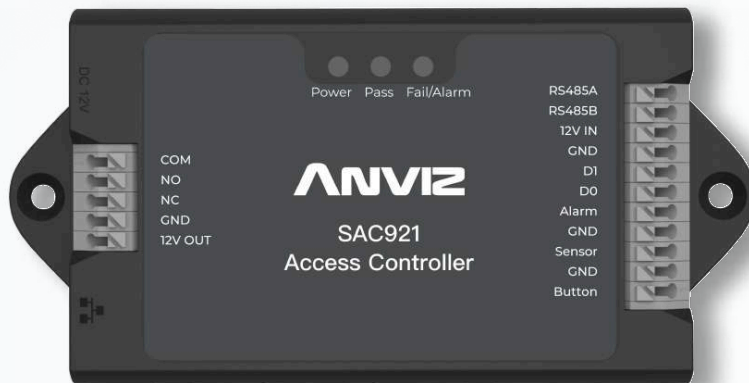 DC 12V
Power Pass Fail/Alarm
COM
NO
NC
GND
12V OUT
ANVIZ
SAC921
Access Controller
RS485A
RS485B
12V IN
GND
D1
D0
Alarm
GND
Sensor
GND
Button